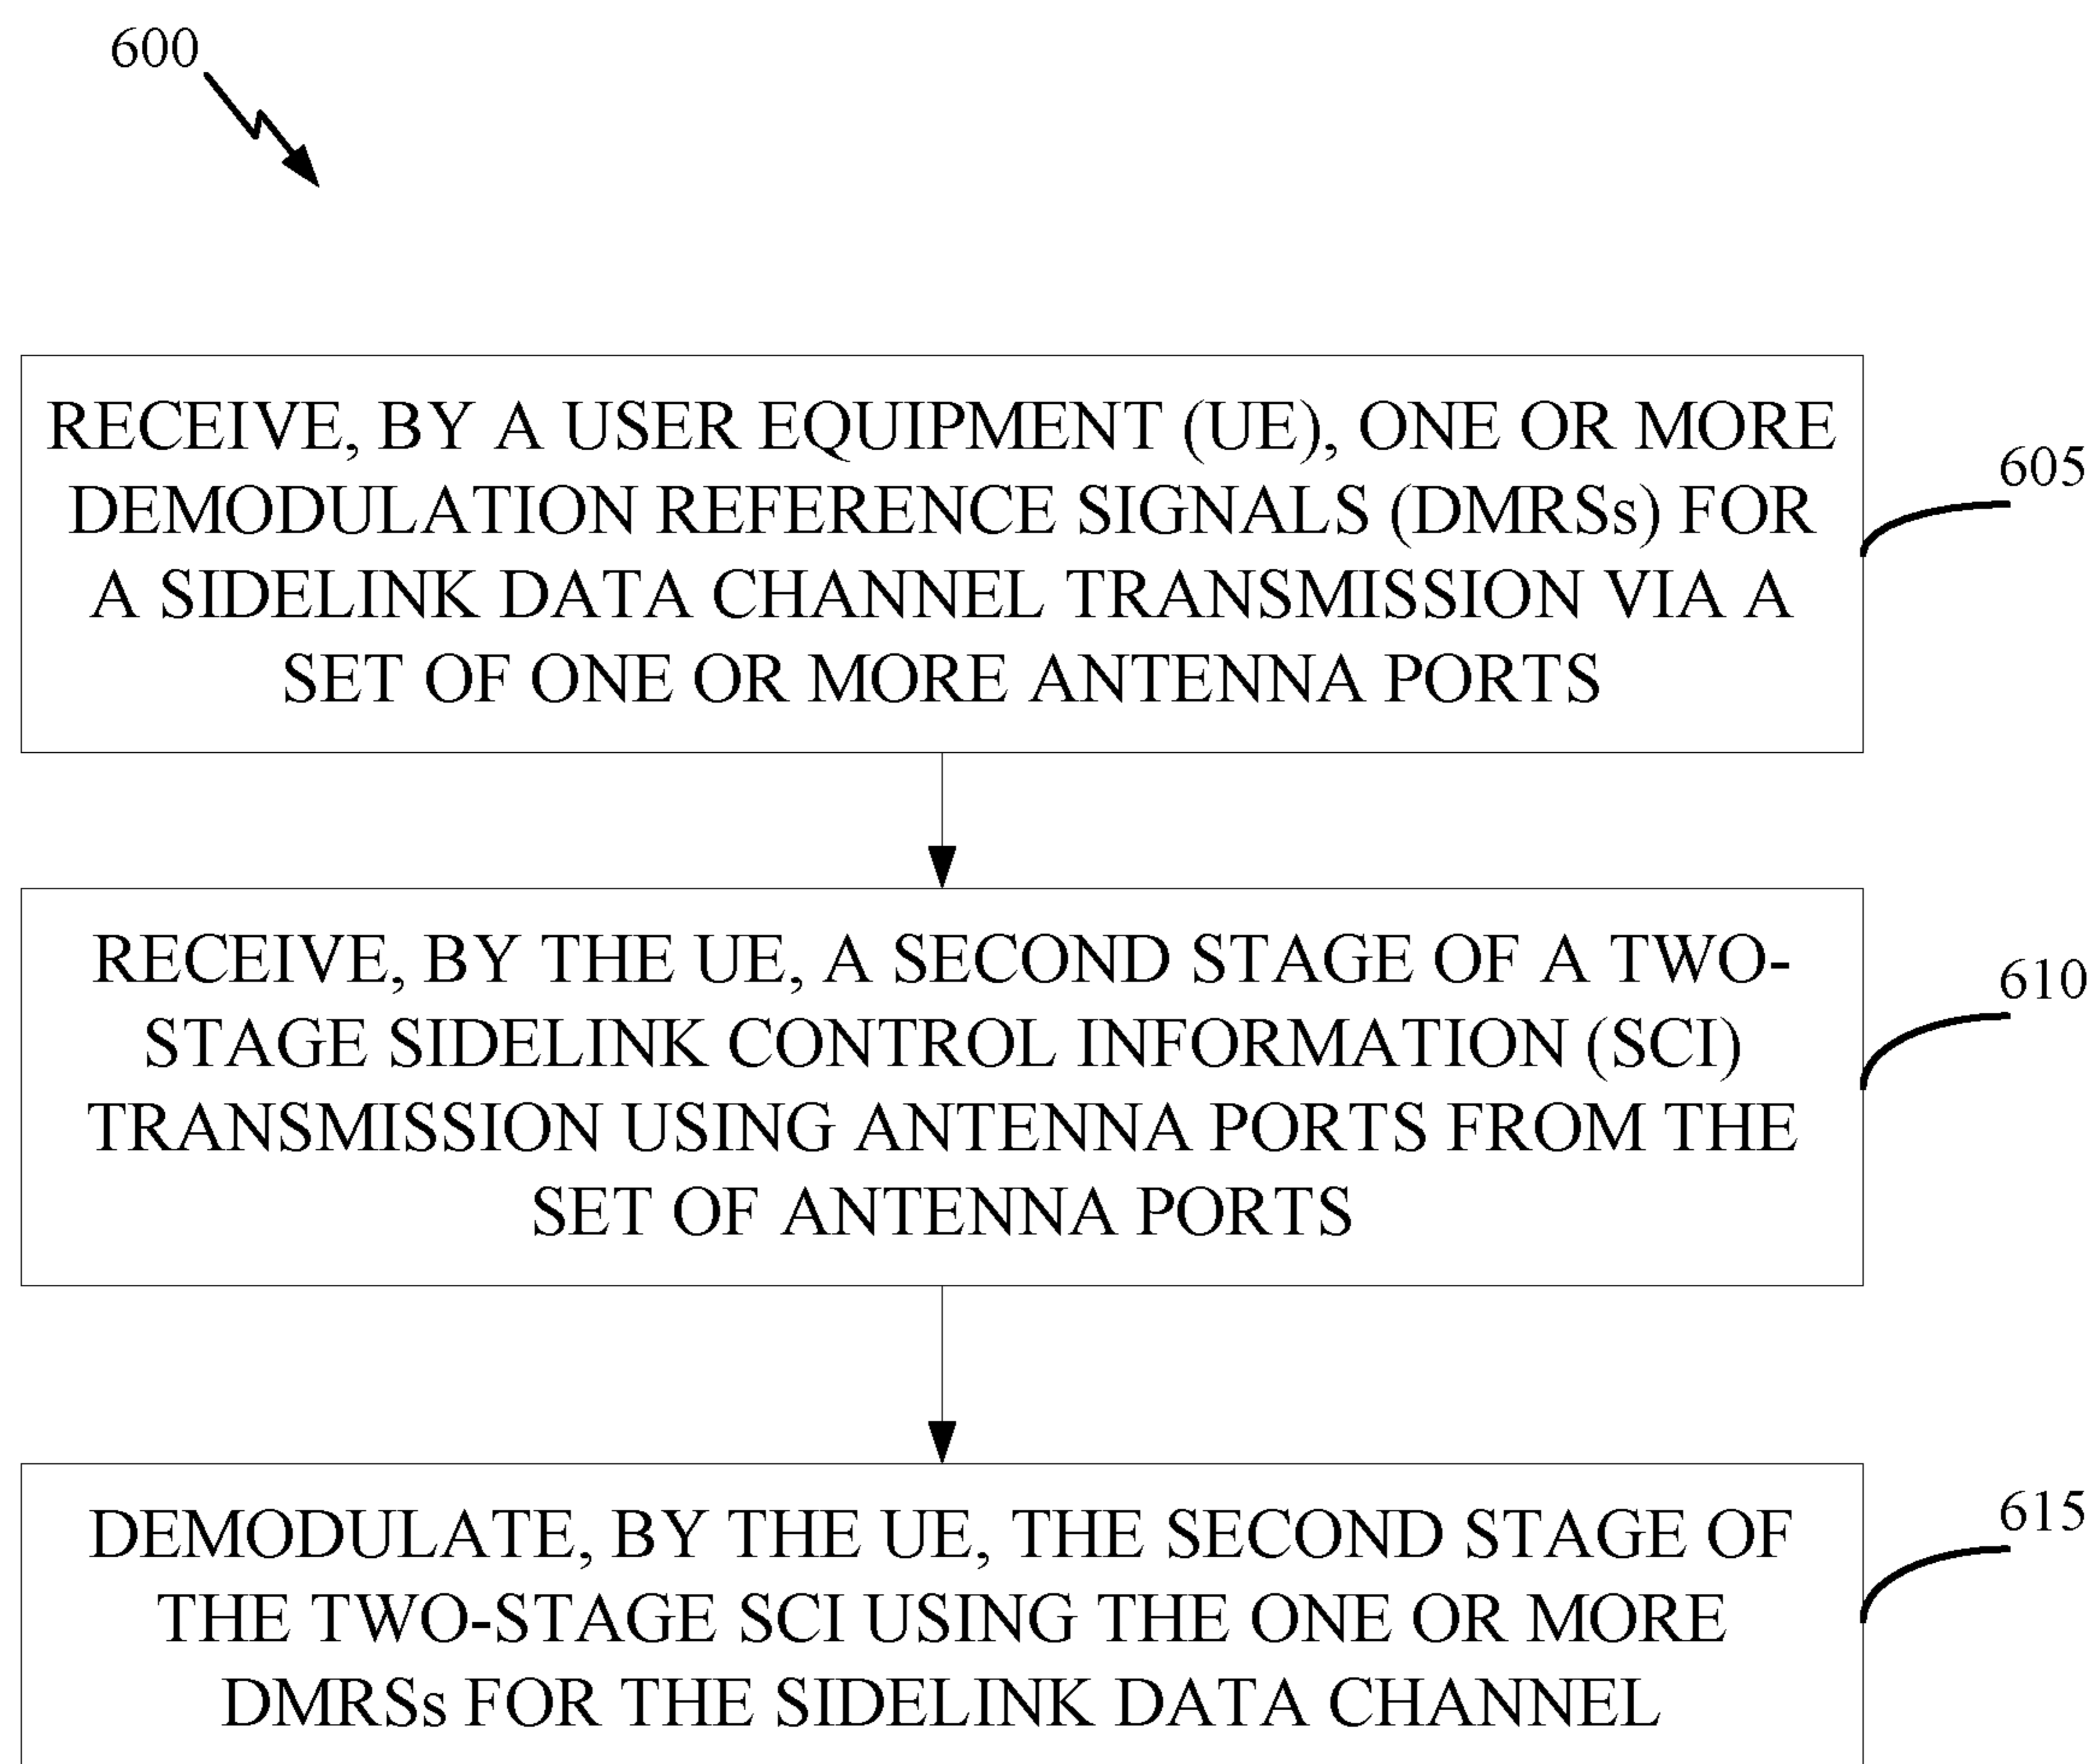 600
RECEIVE, BY A USER EQUIPMENT (UE), ONE OR MORE
DEMODULATION REFERENCE SIGNALS (DMRSs) FOR
A SIDELINK DATA CHANNEL TRANSMISSION VIA A
SET OF ONE OR MORE ANTENNA PORTS
605
RECEIVE, BY THE UE, A SECOND STAGE OF A TWO-
STAGE SIDELINK CONTROL INFORMATION (SCI)
TRANSMISSION USING ANTENNA PORTS FROM THE
SET OF ANTENNA PORTS
610
DEMODULATE, BY THE UE, THE SECOND STAGE OF
THE TWO-STAGE SCI USING THE ONE OR MORE
DMRSs FOR THE SIDELINK DATA CHANNEL
615